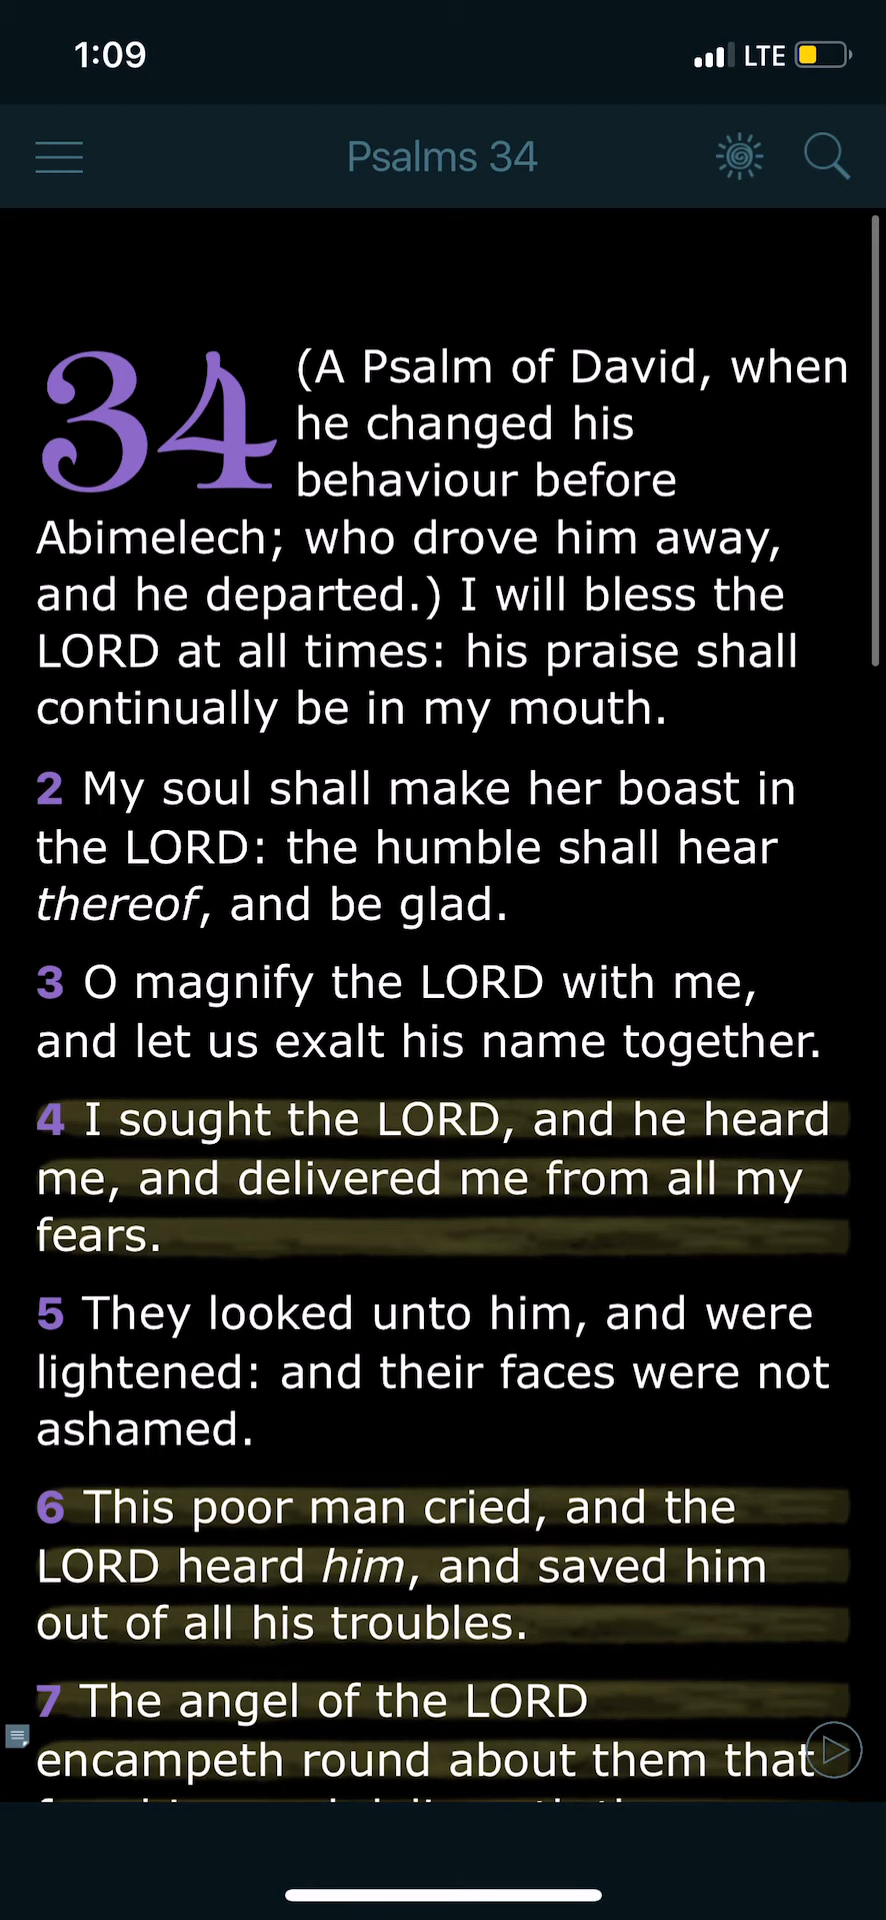 1:09
LTE
Psalms 34
34 (A Psalm of David, when
he changed his
behaviour before
Abimelech; who drove him away,
and he departed.) I will bless the
LORD at all times: his praise shall
continually be in my mouth.
2 My soul shall make her boast in
the LORD: the humble shall hear
thereof, and be glad.
3 O magnify the LORD with me,
and let us exalt his name together.
4 I sought the LORD, and he heard
me, and delivered me from all my
fears.
5 They looked unto him, and were
lightened: and their faces were not
ashamed.
6 This poor man cried, and the
LORD heard him, and saved him
out of all his troubles.
7 The angel of the LORD
encampeth round about them that